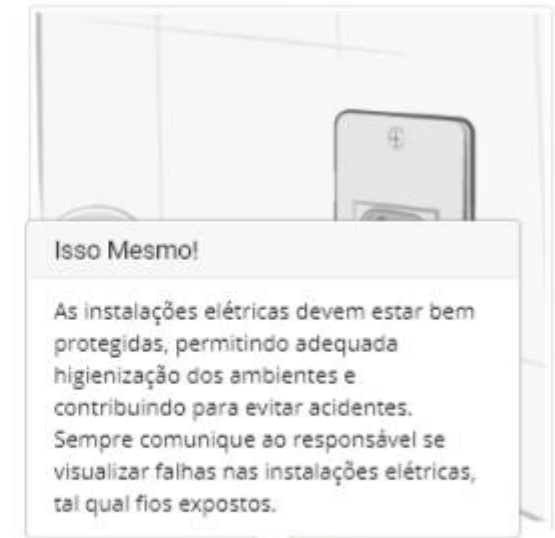 Isso Mesmo!
As instalações elétricas devem estar bem
protegidas, permitindo adequada
higienização dos ambientes e
contribuindo para evitar acidentes.
Sempre comunique ao responsável se
visualizar falhas nas instalações elétricas,
tal qual fios expostos.